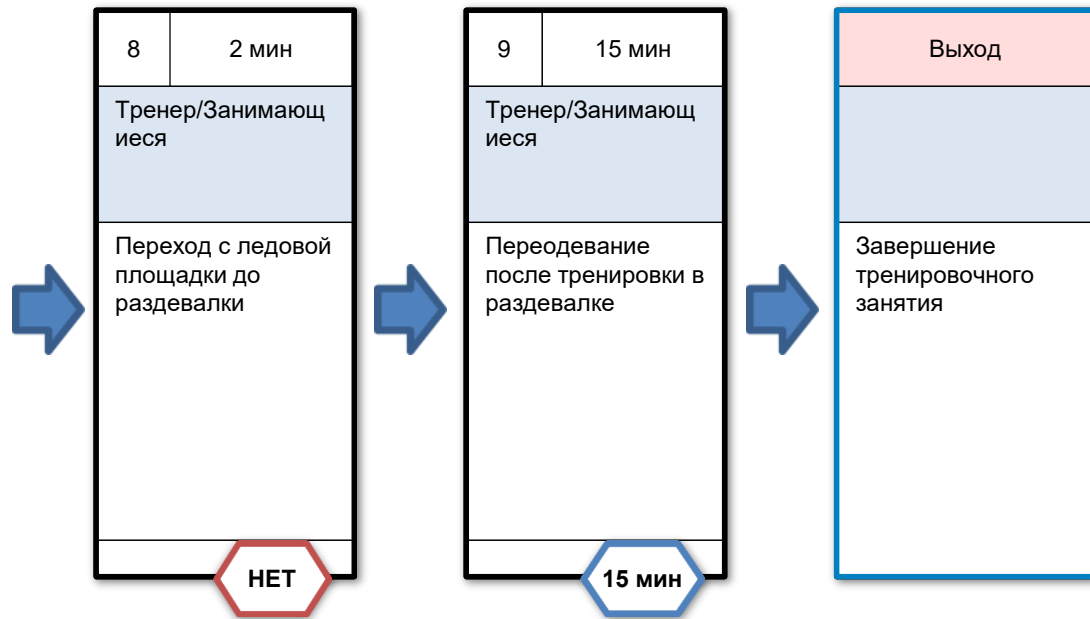 8
2 мин
Тренер/Занимающ
иеся
Переход с ледовой
площадки до
раздевалки
НЕТ
9
15 мин
Тренер/Занимающ
иеся
Переодевание
после тренировки в
раздевалке
15 мин
Выход
Завершение
тренировочного
занятия